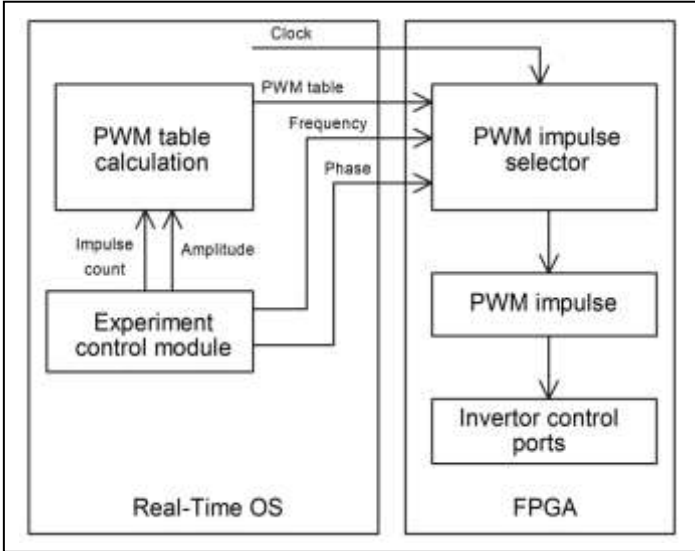 Clock
PWM table
calculation
PWM table
Frequency
Phase
PWM impulse
selector
Impulse
count
Amplitude
Experiment
control module
PWM impulse
Invertor control
ports
Real-Time OS
FPGA